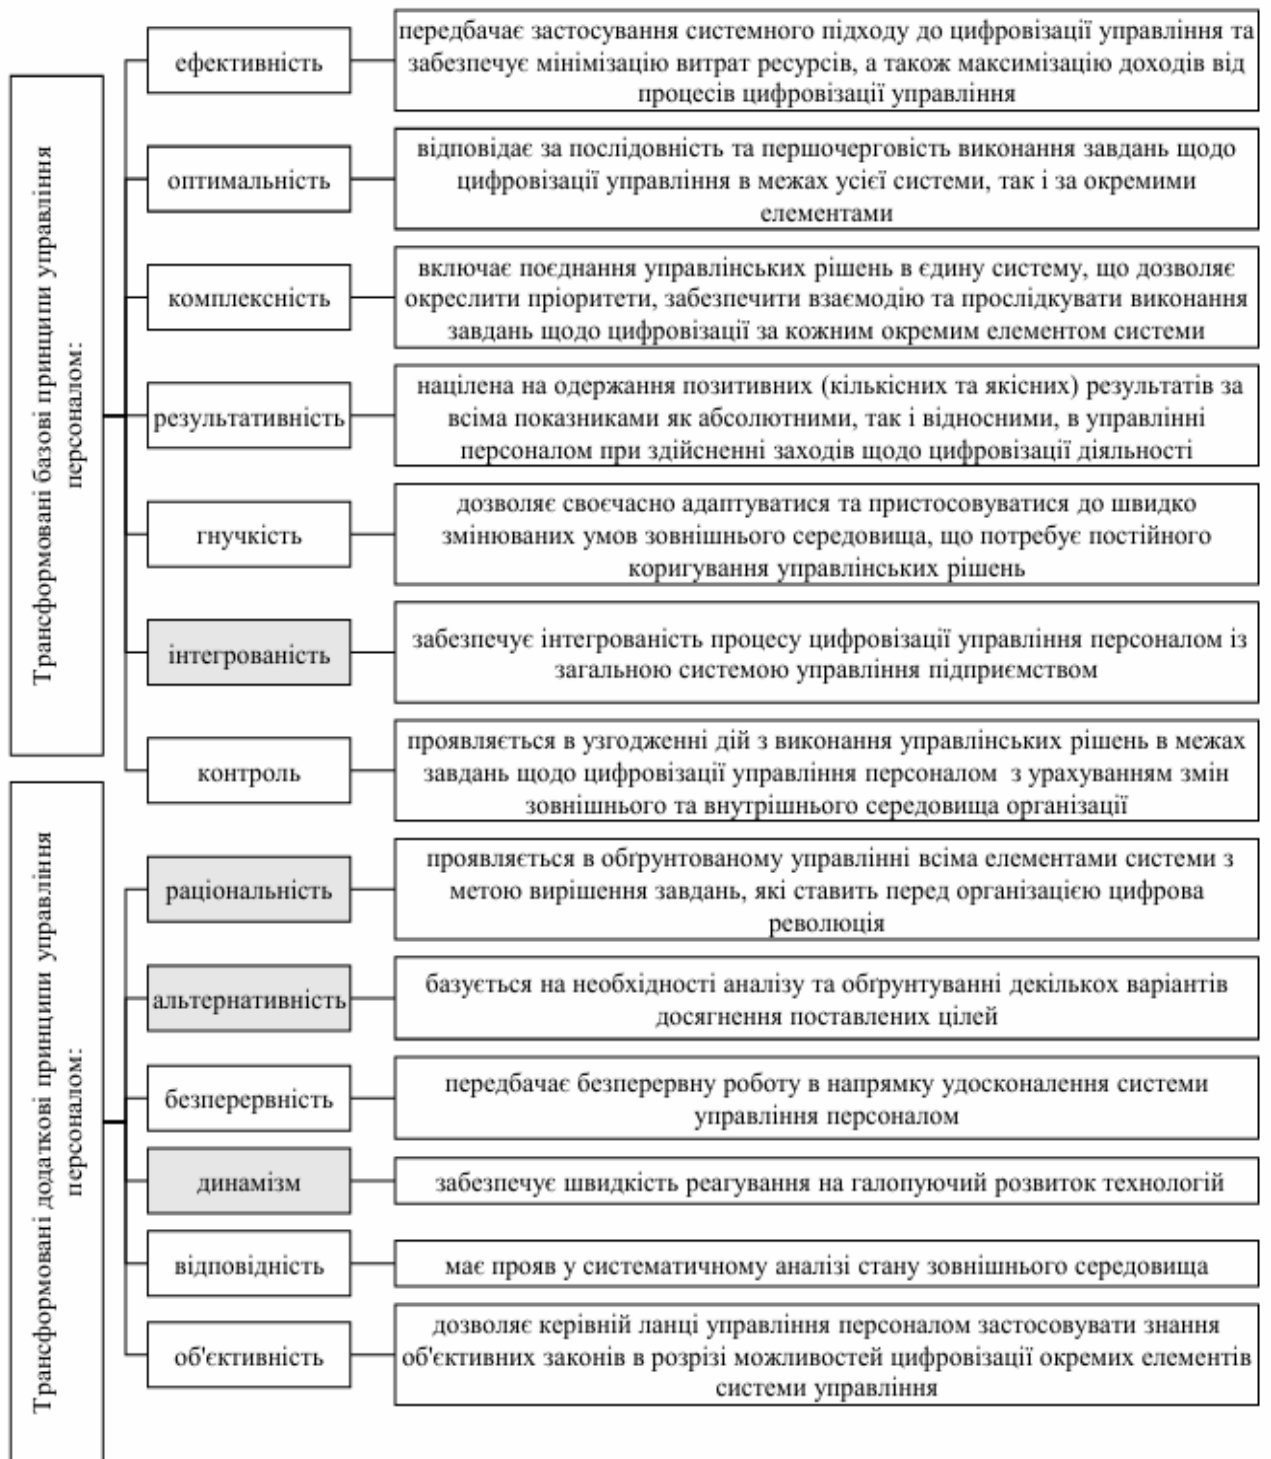 Трансформовані базові принципи управління
персоналом:
ефективність
передбачає застосування системного підходу до цифровізації управління та
забезпечує мінімізацію витрат ресурсів, а також максимізацію доходів від
процесів цифровізації управління
оптимальність
відповідає за послідовність та першочерговість виконання завдань щодо
цифровізації управління в межах усієї системи, так і за окремими
елементами
комплексність
включає поєднання управлінських рішень в єдину систему, що дозволяє
окреслити пріоритети, забезпечити взаємодію та прослідкувати виконання
завдань щодо цифровізації за кожним окремим елементом системи
результативність
націлена на одержання позитивних (кількісних та якісних) результатів за
всіма показниками як абсолютними, так і відносними, в управлінні
персоналом при здійсненні заходів щодо цифровізації діяльності
гнучкість
дозволяє своєчасно адаптуватися та пристосовуватися до швидко
змінюваних умов зовнішнього середовища, що потребує постійного
коригування управлінських рішень
інтегрованість
забезпечує інтегрованість процесу цифровізації управління персоналом із
загальною системою управління підприємством
контроль
проявляється в узгодженні дій з виконання управлінських рішень в межах
завдань щодо цифровізації управління персоналом з урахуванням змін
зовнішнього та внутрішнього середовища організації
Трансформовані додаткові принципи управління
персоналом:
раціональність
проявляється в обґрунтованому управлінні всіма елементами системи з
метою вирішення завдань, які ставить перед організацією цифрова
революція
альтернативність
базується на необхідності аналізу та обґрунтуванні декількох варіантів
досягнення поставлених цілей
безперервність
передбачає безперервну роботу в напрямку удосконалення системи
управління персоналом
динамізм
забезпечує швидкість реагування на галопуючий розвиток технологій
відповідність
має прояв у систематичному аналізі стану зовнішнього середовища
об'єктивність
дозволяє керівній ланці управління персоналом застосовувати знання
об'єктивних законів в розрізі можливостей цифровізації окремих елементів
системи управління